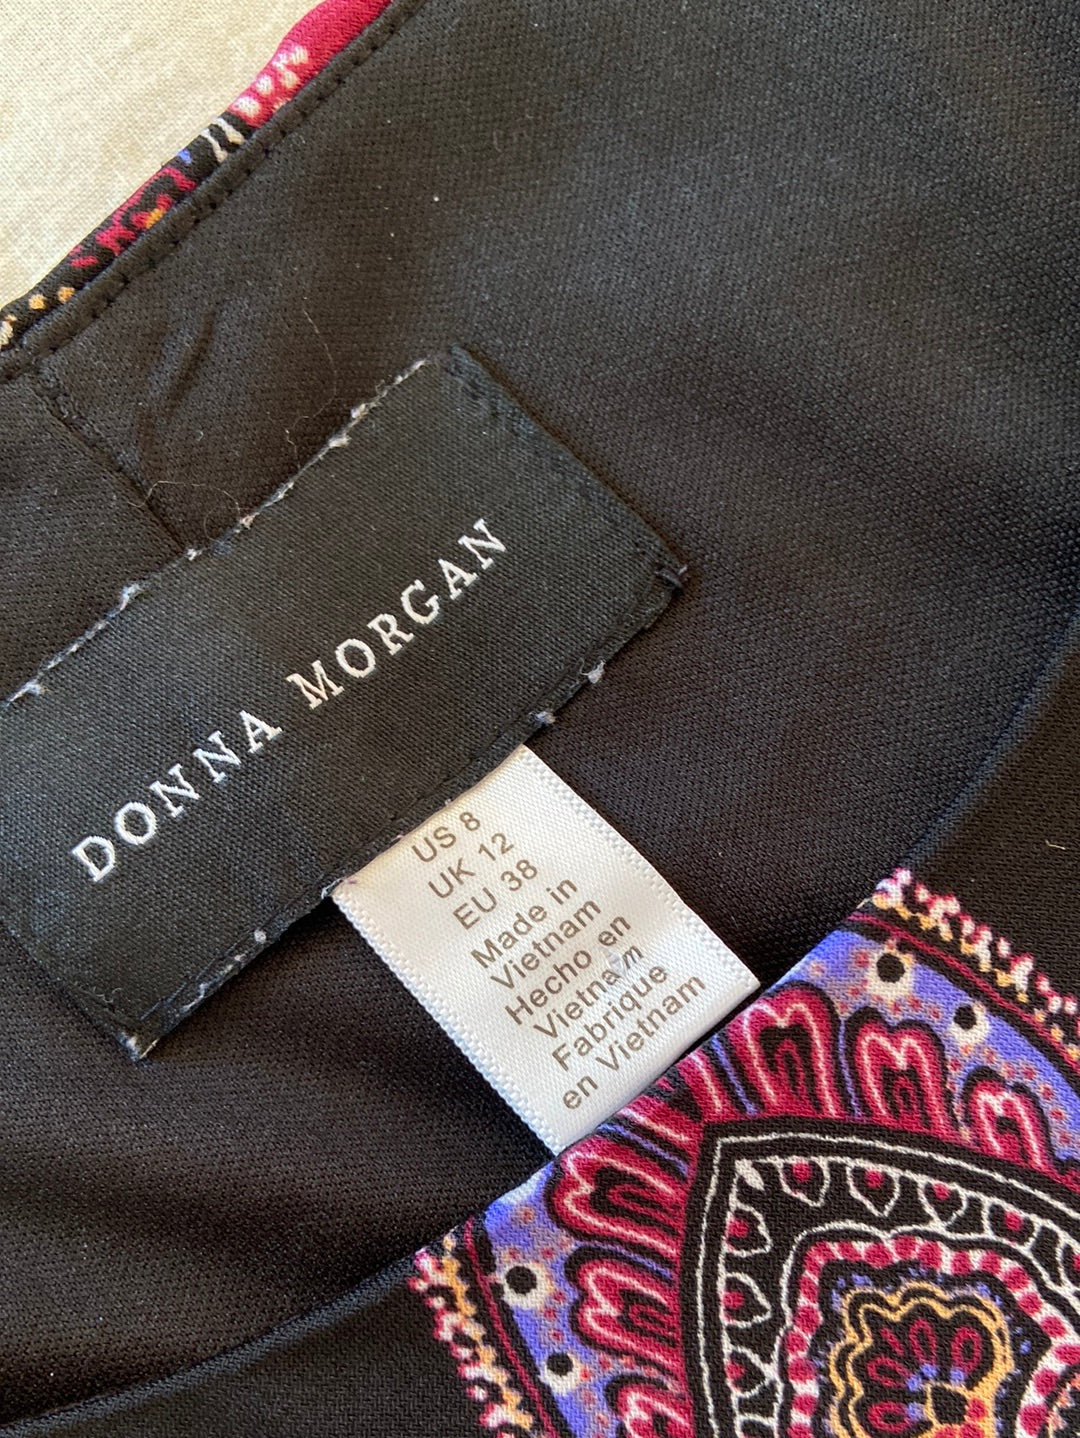 DONNA MORGAN
US 8
UK 12
EU 38
Made in
Vietnam
Hecho en
Vietnam
Fabrique
en Vietnam